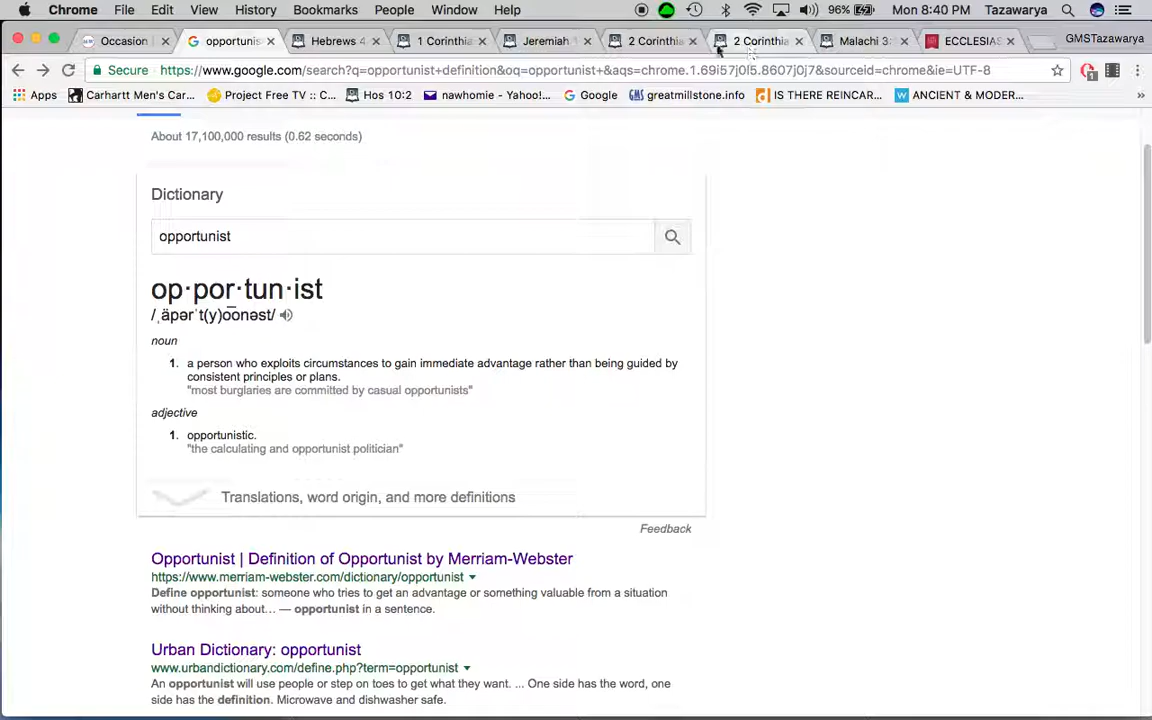 Chrome File Edit View History Bookmarks People Window Help 96% Mon 8:40 PM Tazawarya
Occasion opportunis Hebrews 4 1 Corinthia Jeremiah 2 Corinthia 2 Corinthia Malachi 3: ECCLESIAS GMSTazawarya
Secure https://www.google.com/search?q=opportunist+definition&oq=opportunist+&aqs=chrome.1.69i57j0l5.8607j0j7&sourceid=chrome&ie=UTF-8
Apps Carhartt Men's Car... Project Free TV :: C... Hos 10:2 nawhomie - Yahoo!... Google greatmillstone.info IS THERE REINCAR... ANCIENT & MODER... »
About 17,100,000 results (0.62 seconds)
Dictionary
opportunist
op·por·tun·ist
/ˌäpərˈt(y)o͞onəst/
noun
1. a person who exploits circumstances to gain immediate advantage rather than being guided by
consistent principles or plans.
"most burglaries are committed by casual opportunists"
adjective
1. opportunistic.
"the calculating and opportunist politician"
Translations, word origin, and more definitions
Feedback
Opportunist | Definition of Opportunist by Merriam-Webster
https://www.merriam-webster.com/dictionary/opportunist
Define opportunist: someone who tries to get an advantage or something valuable from a situation
without thinking about... — opportunist in a sentence.
Urban Dictionary: opportunist
www.urbandictionary.com/define.php?term=opportunist
An opportunist will use people or step on toes to get what they want. ... One side has the word, one
side has the definition. Microwave and dishwasher safe.